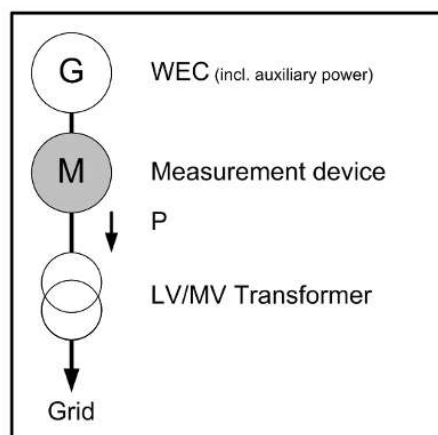 G WEC (incl. auxiliary power)
M Measurement device
P
LV/MV Transformer
Grid